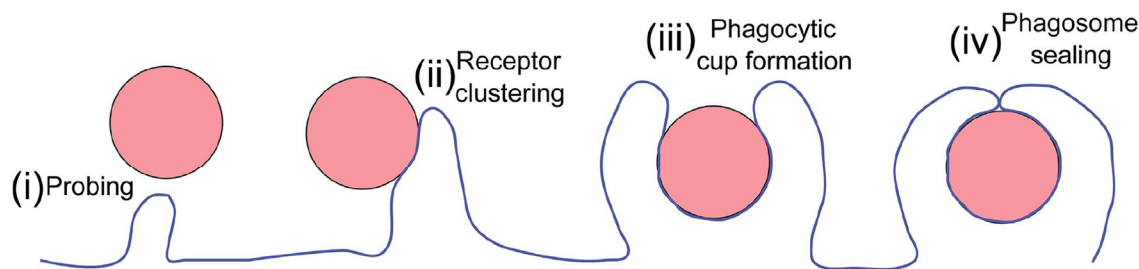 (i) Probing
(ii) Receptor
clustering
(iii) Phagocytic
cup formation
(iv) Phagosome
sealing